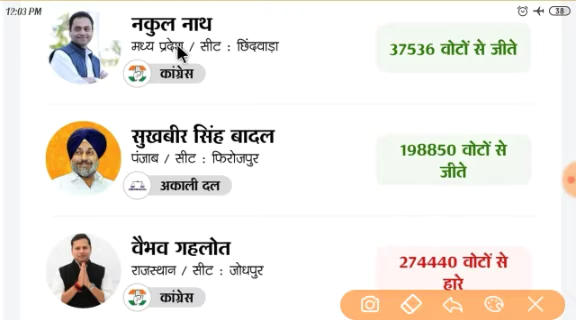 12:03 PM
38
नकुल नाथ
मध्य प्रदेश / सीट : छिंदवाड़ा
कांग्रेस
37536 वोटों से जीते
सुखबीर सिंह बादल
पंजाब / सीट : फिरोजपुर
अकाली दल
198850 वोटों से
जीते
वैभव गहलोत
राजस्थान / सीट : जोधपुर
कांग्रेस
274440 वोटों से
हारे